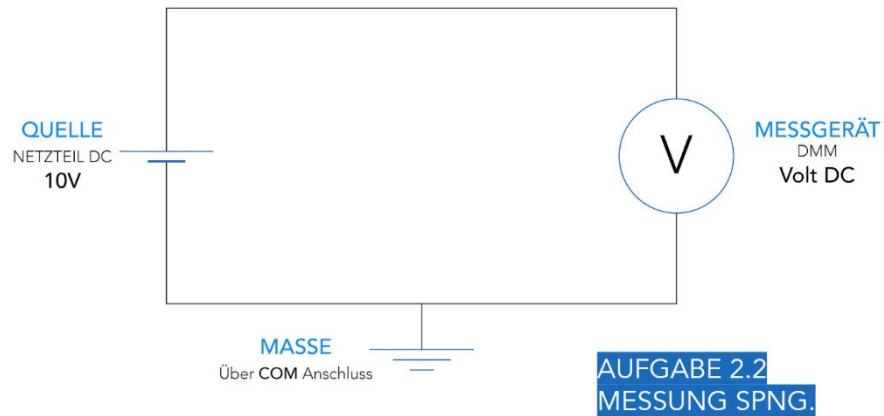 QUELLE
NETZTEIL DC
10V
V
MESSGERÄT
DMM
Volt DC
MASSE
Über COM Anschluss
AUFGABE 2.2
MESSUNG SPNG.